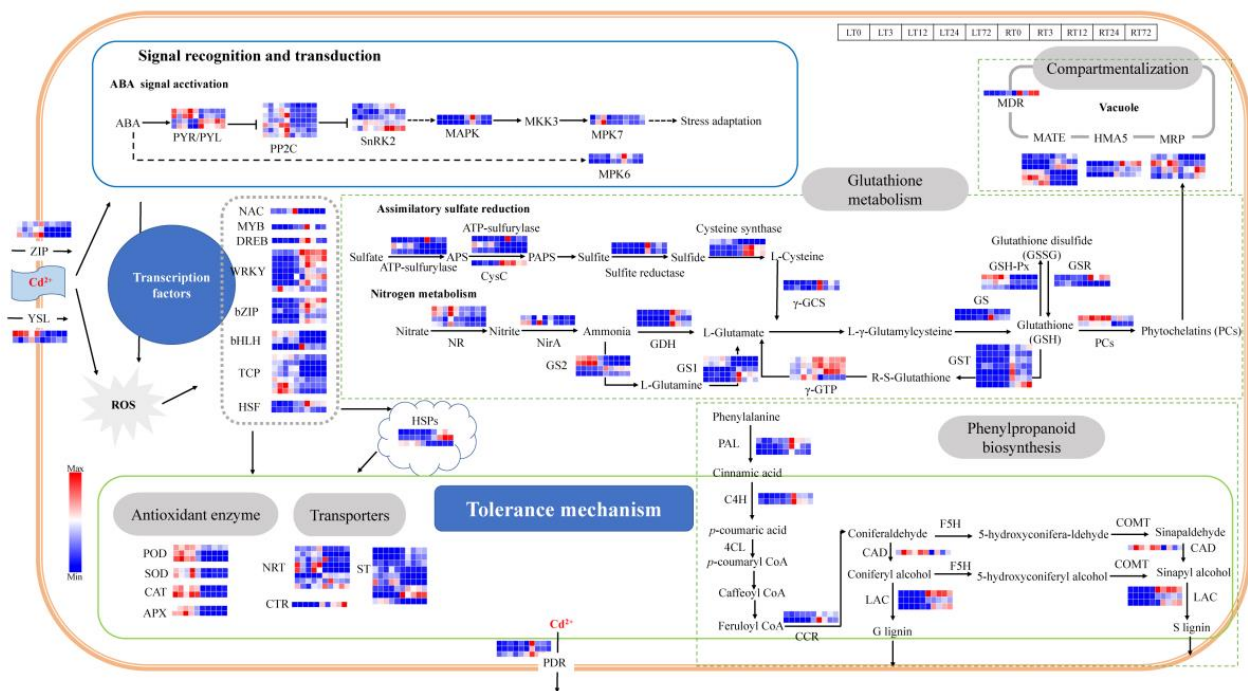 LT0 LT3 LT12 LT24 LT72 RT0 RT3 RT12 RT24 RT72
Signal recognition and transduction
ABA signal acctivation
ABA
PYR/PYL
PP2C
SnRK2
MAPK
MKK3
MPK7
Stress adaptation
MPK6
Compartmentalization
MDR
Vacuole
MATE
HMA5
MRP
ZIP
Cd²⁺
YSL
ROS
Transcription
factors
NAC
MYB
DREB
WRKY
bZIP
bHLH
TCP
HSF
HSPs
Glutathione
metabolism
Assimilatory sulfate reduction
Sulfate
ATP-sulfurylase
APS
ATP-sulfurylase
CysC
PAPS
Sulfite
Sulfite reductase
Sulfide
Cysteine synthase
L-Cysteine
γ-GCS
Nitrogen metabolism
Nitrate
NR
Nitrite
NirA
Ammonia
GDH
L-Glutamate
GS2
L-Glutamine
GS1
γ-GTP
R-S-Glutathione
GST
L-γ-Glutamylcysteine
GS
Glutathione
(GSH)
Glutathione disulfide
(GSSG)
GSH-Px
GSR
PCs
Phytochelatins (PCs)
Max
Min
Tolerance mechanism
Antioxidant enzyme
POD
SOD
CAT
APX
Transporters
NRT
ST
CTR
Cd²⁺
PDR
Phenylpropanoid
biosynthesis
Phenylalanine
PAL
Cinnamic acid
C4H
p-coumaric acid
4CL
p-coumaryl CoA
Caffeoyl CoA
Feruloyl CoA
CCR
Coniferaldehyde
F5H
5-hydroxyconifera-ldehyde
COMT
Sinapaldehyde
CAD
CAD
Coniferyl alcohol
F5H
5-hydroxyconiferyl alcohol
COMT
Sinapyl alcohol
LAC
LAC
G lignin
S lignin